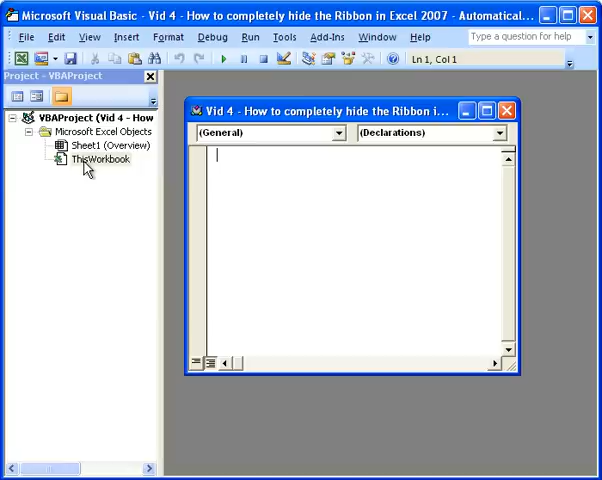 Microsoft Visual Basic - Vid 4 - How to completely hide the Ribbon in Excel 2007 - Automatical...
File Edit View Insert Format Debug Run Tools Add-Ins Window Help Type a question for help
Ln 1, Col 1
Project - VBAProject
VBAProject (Vid 4 - How
Microsoft Excel Objects
Sheet1 (Overview)
ThisWorkbook
Vid 4 - How to completely hide the Ribbon i...
(General) (Declarations)